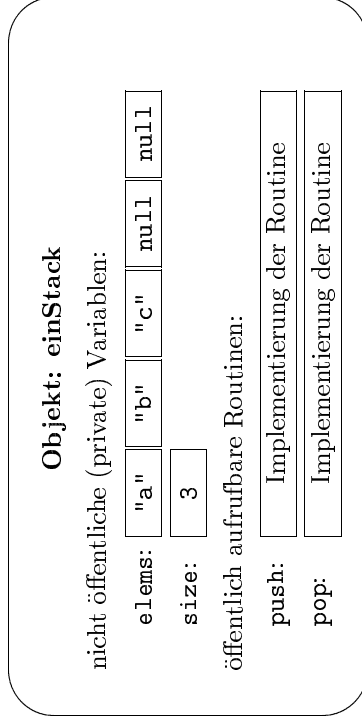 Objekt: einStack
nicht öffentliche (private) Variablen:
elems: "a" "b" "c" null null
size: 3
öffentlich aufrufbare Routinen:
push: Implementierung der Routine
pop: Implementierung der Routine